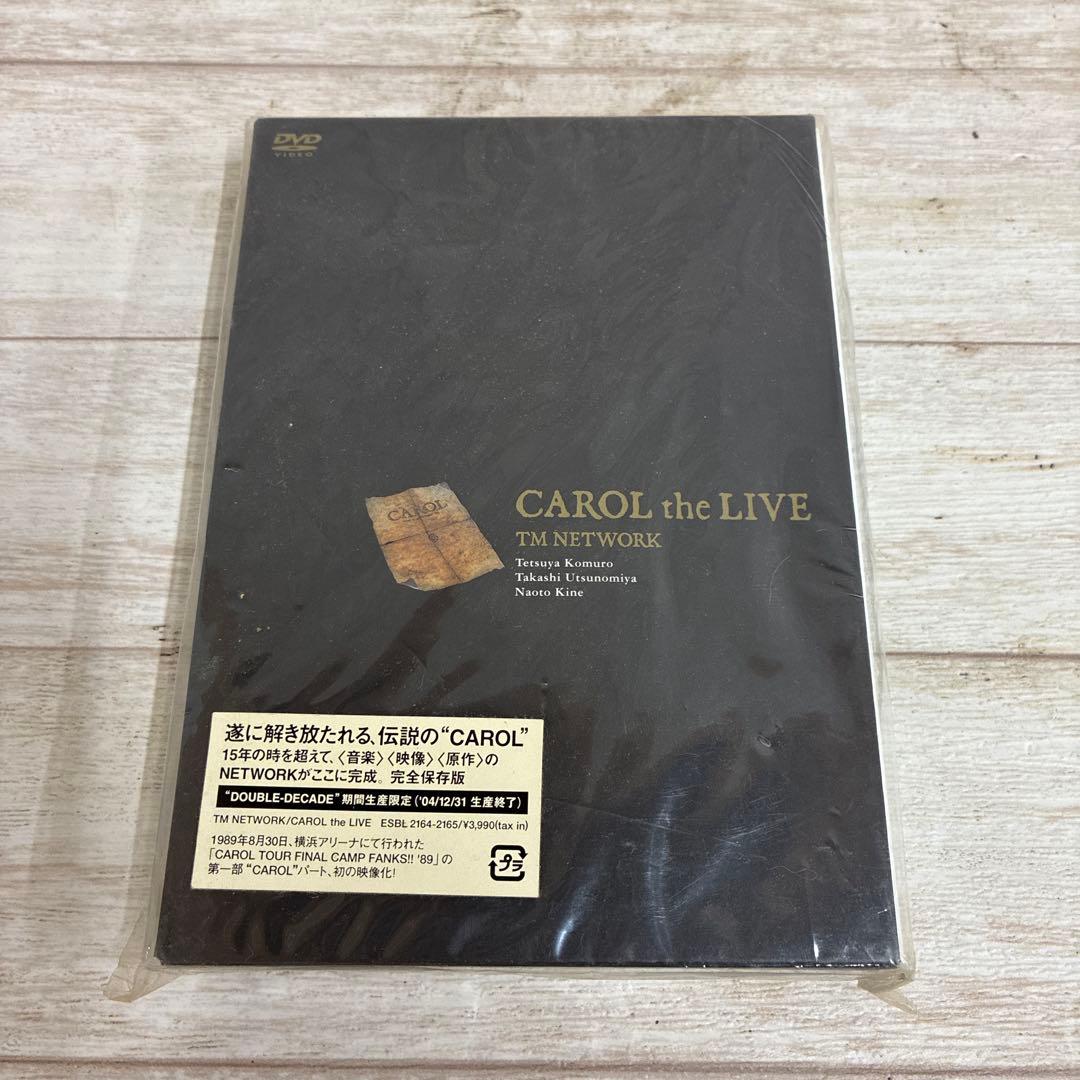 DVD
VIDEO
CAROL
CAROL the LIVE
TM NETWORK
Tetsuya Komuro
Takashi Utsunomiya
Naoto Kine
遂に解き放たれる、伝説の“CAROL”
15年の時を超えて、〈音楽〉〈映像〉〈原作〉の
NETWORKがここに完成。完全保存版
“DOUBLE-DECADE”期間生産限定（'04/12/31 生産終了）
TM NETWORK/CAROL the LIVE ESBL 2164-2165/¥3,990(tax in)
1989年8月30日、横浜アリーナにて行われた
「CAROL TOUR FINAL CAMP FANKS!! '89」の
第一部“CAROL”パート、初の映像化!
プラ